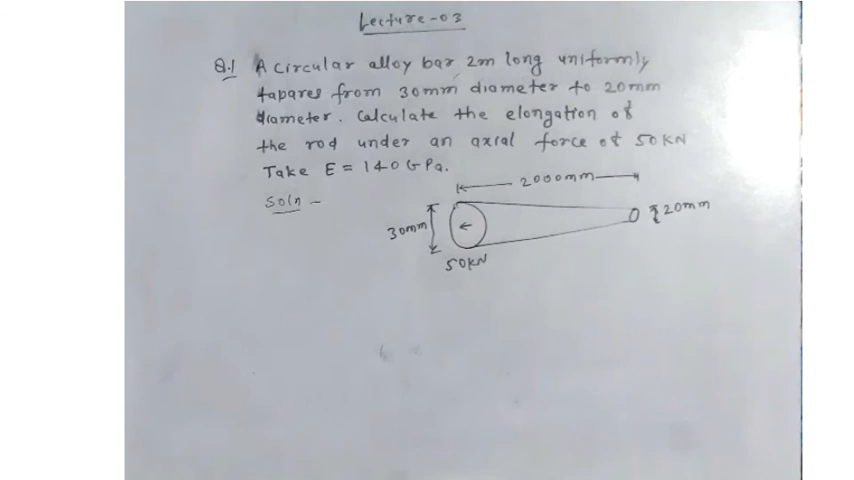 Lecture-03
Q.1 A circular alloy bar 2m long uniformly
tapares from 30mm diameter to 20mm
diameter. Calculate the elongation of
the rod under an axial force of 50KN
Take E = 140 GPa.
Soln -
2000mm
30mm
20mm
50KN